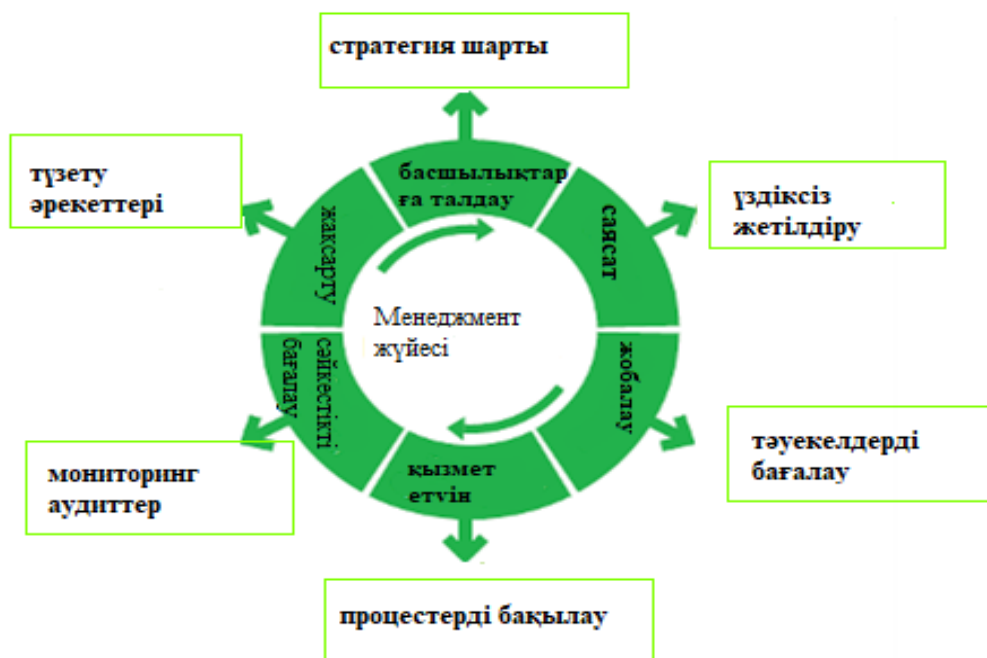 стратегия шарты
түзету
әрекеттері
басшылықтар
ға талдау
үздіксіз
жетілдіру
жақсарту
саясат
Менеджмент
жүйесі
сәйкестікті
бағалау
жобалау
мониторинг
аудиттер
қызмет
етуін
тәуекелдерді
бағалау
процестерді бақылау